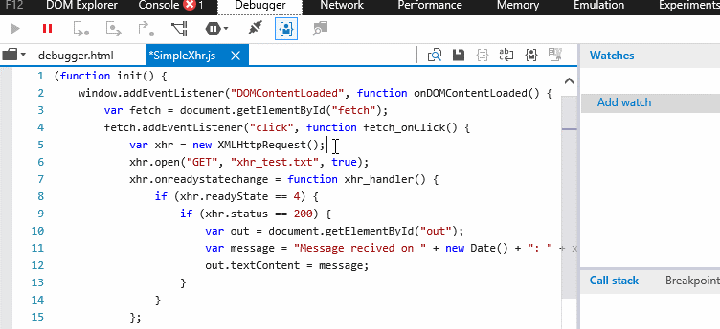 F12 DOM Explorer Console 1 Debugger Network Performance Memory Emulation Experiments
debugger.html *SimpleXhr.js × Watches
Add watch
1 (function init() {
2 window.addEventListener("DOMContentLoaded", function onDOMContentLoaded() {
3 var fetch = document.getElementById("fetch");
4 fetch.addEventListener("click", function fetch_onClick() {
5 var xhr = new XMLHttpRequest();
6 xhr.open("GET", "xhr_test.txt", true);
7 xhr.onreadystatechange = function xhr_handler() {
8 if (xhr.readyState == 4) {
9 if (xhr.status == 200) {
10 var out = document.getElementById("out");
11 var message = "Message recived on " + new Date() + ": " + x
12 out.textContent = message;
13 }
14 }
15 };
Call stack Breakpoint